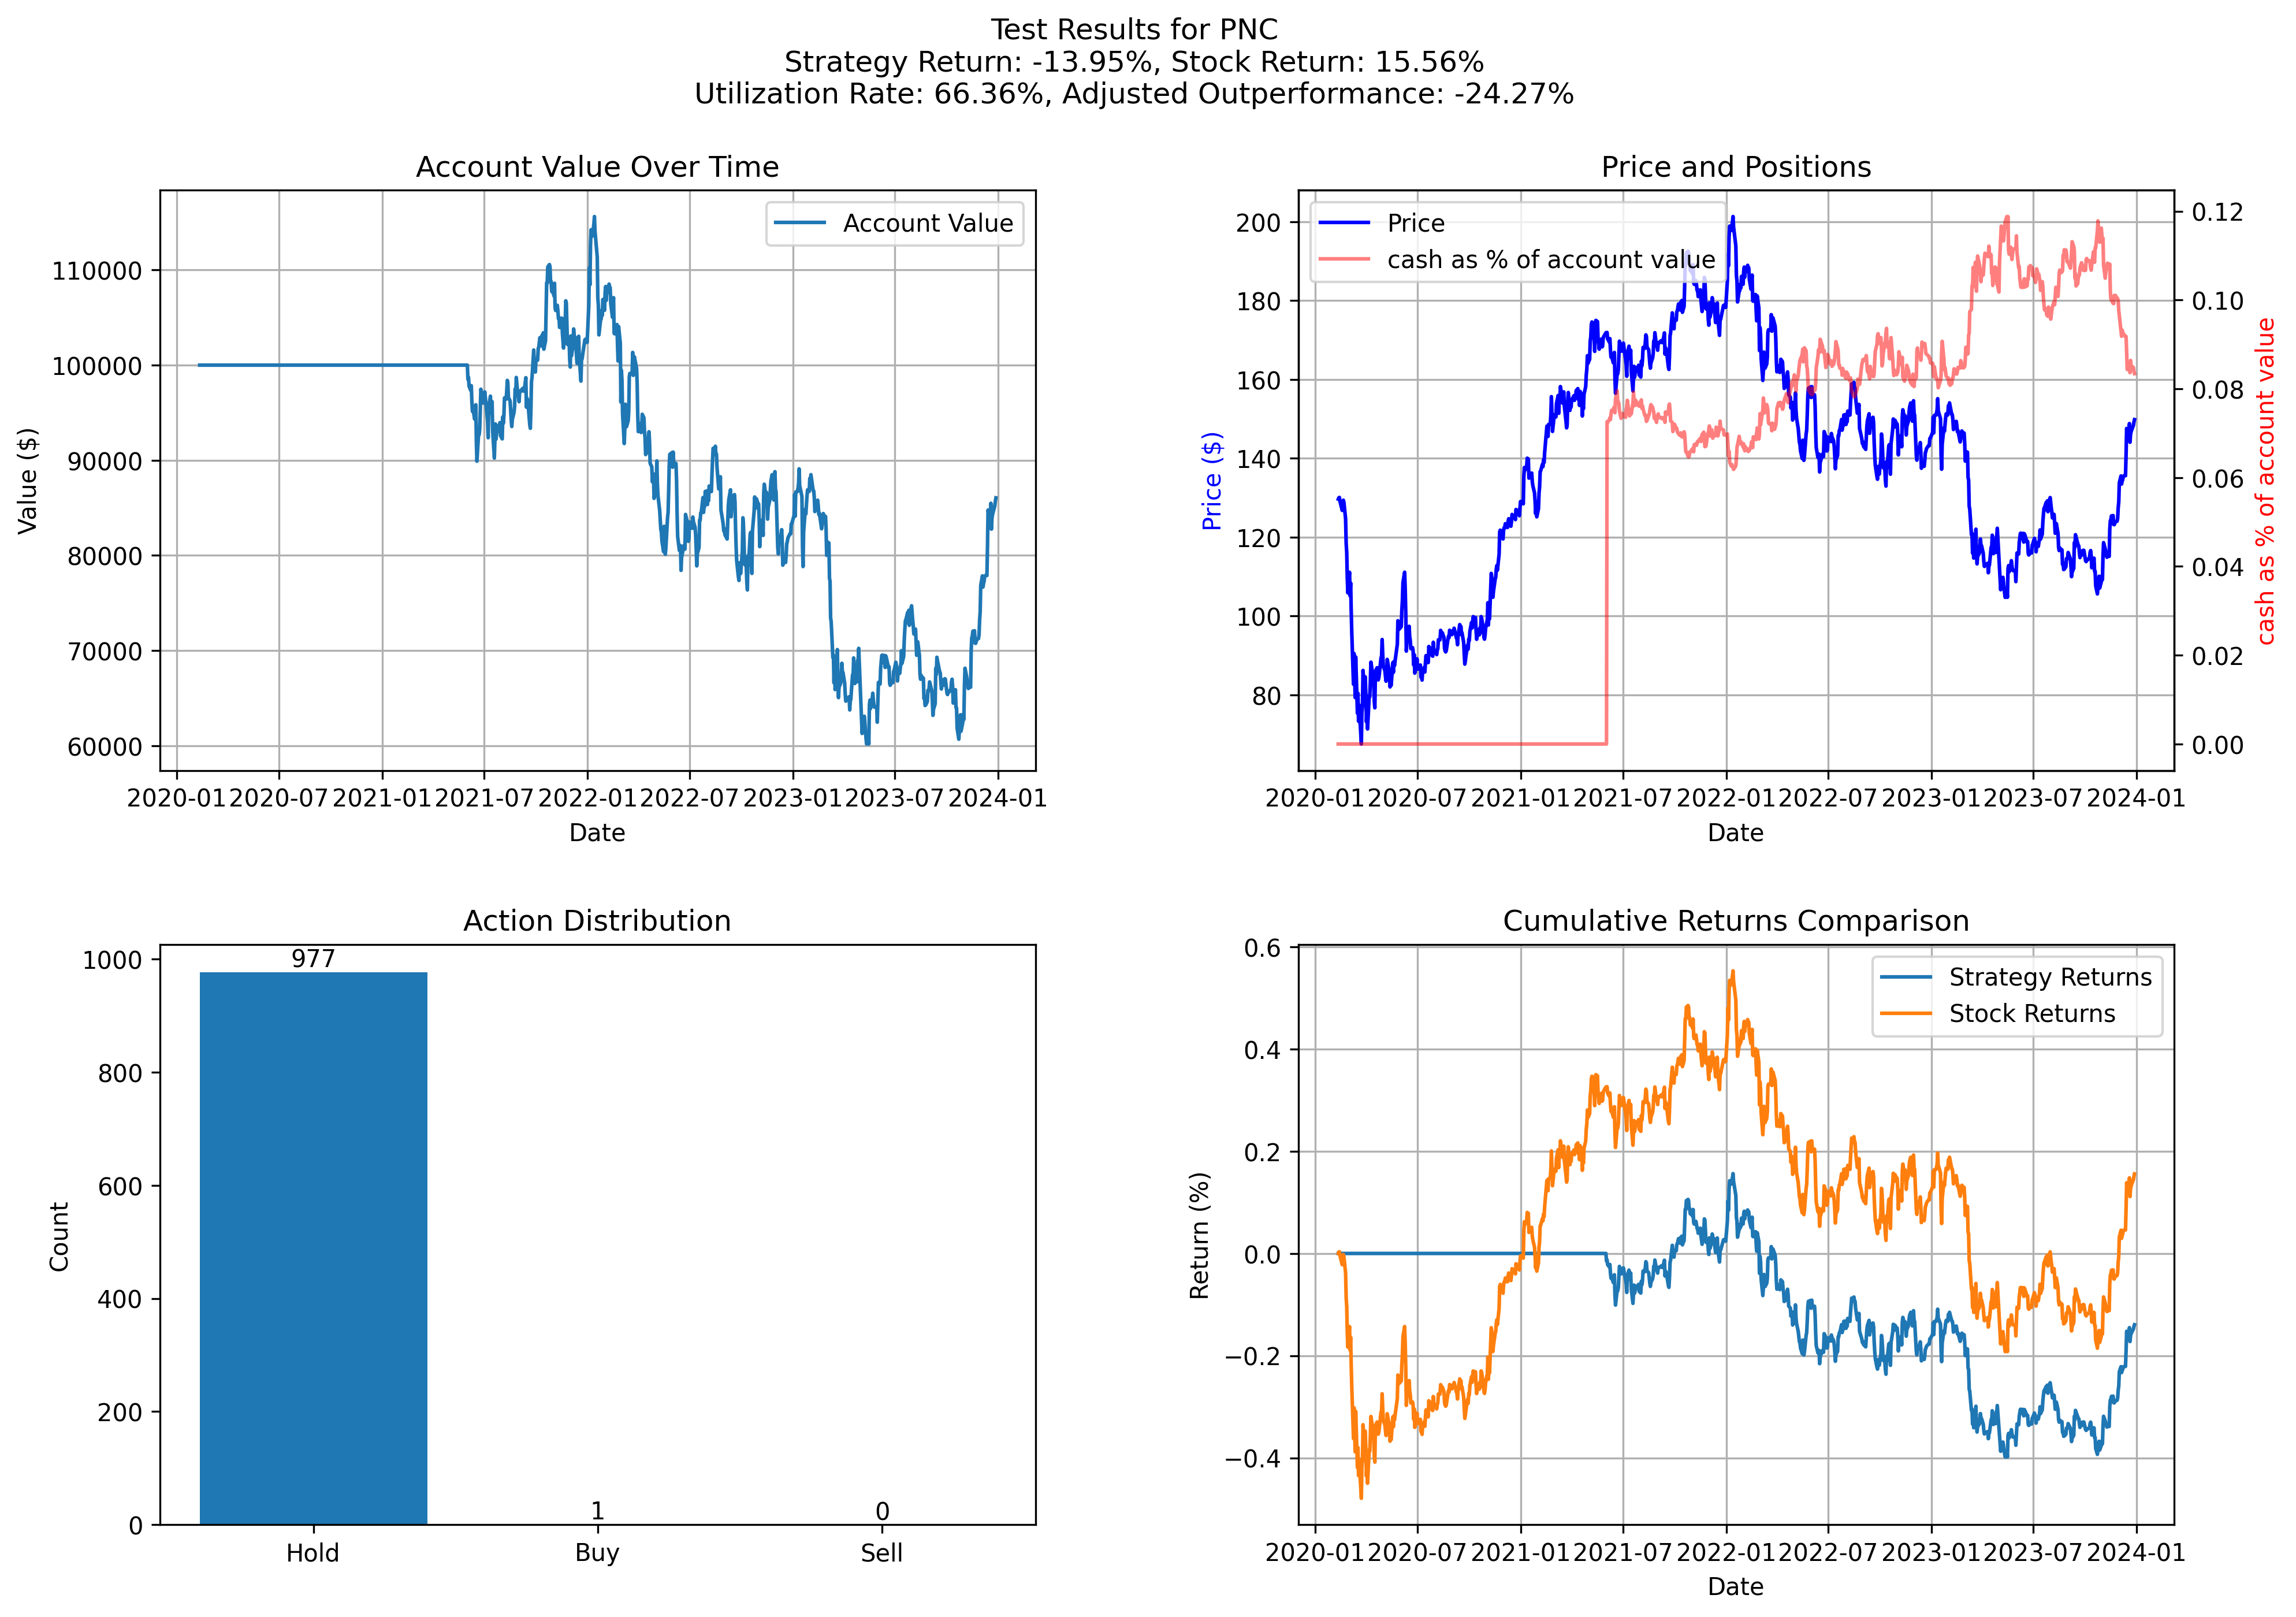 Test Results for PNC
Strategy Return: -13.95%, Stock Return: 15.56%
Utilization Rate: 66.36%, Adjusted Outperformance: -24.27%
Account Value Over Time
Account Value
110000
100000
90000
80000
70000
60000
Value ($)
2020-01 2020-07 2021-01 2021-07 2022-01 2022-07 2023-01 2023-07 2024-01
Date
Price and Positions
Price
cash as % of account value
200
180
160
140
120
100
80
Price ($)
0.12
0.10
0.08
0.06
0.04
0.02
0.00
cash as % of account value
2020-01 2020-07 2021-01 2021-07 2022-01 2022-07 2023-01 2023-07 2024-01
Date
Action Distribution
1000
800
600
400
200
0
Count
977
1
0
Hold Buy Sell
Cumulative Returns Comparison
Strategy Returns
Stock Returns
0.6
0.4
0.2
0.0
−0.2
−0.4
Return (%)
2020-01 2020-07 2021-01 2021-07 2022-01 2022-07 2023-01 2023-07 2024-01
Date